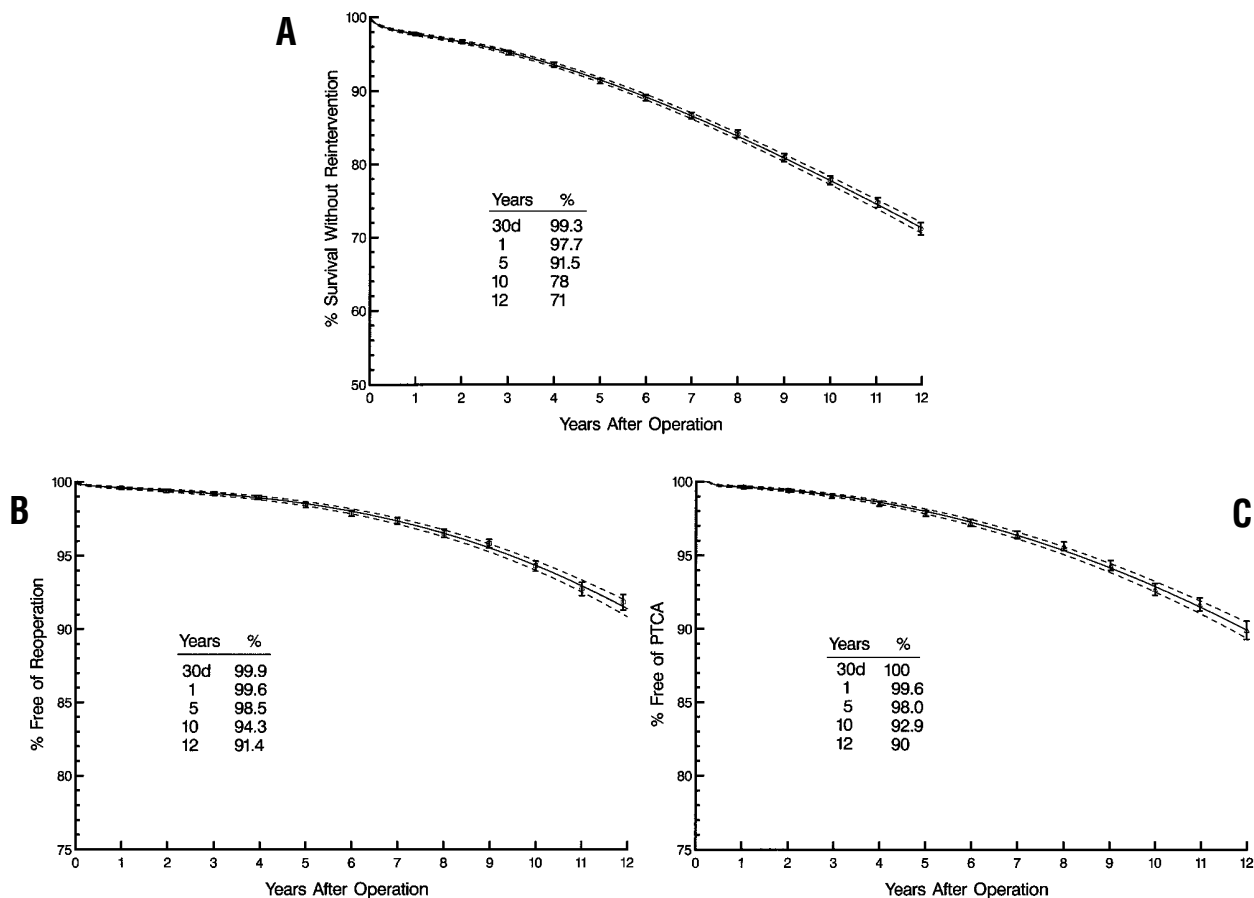 A
% Survival Without Reintervention
100
90
80
70
60
50
Years %
30d 99.3
1 97.7
5 91.5
10 78
12 71
0 1 2 3 4 5 6 7 8 9 10 11 12
Years After Operation
B
% Free of Reoperation
100
95
90
85
80
75
Years %
30d 99.9
1 99.6
5 98.5
10 94.3
12 91.4
0 1 2 3 4 5 6 7 8 9 10 11 12
Years After Operation
C
% Free of PTCA
100
95
90
85
80
75
Years %
30d 100
1 99.6
5 98.0
10 92.9
12 90
0 1 2 3 4 5 6 7 8 9 10 11 12
Years After Operation